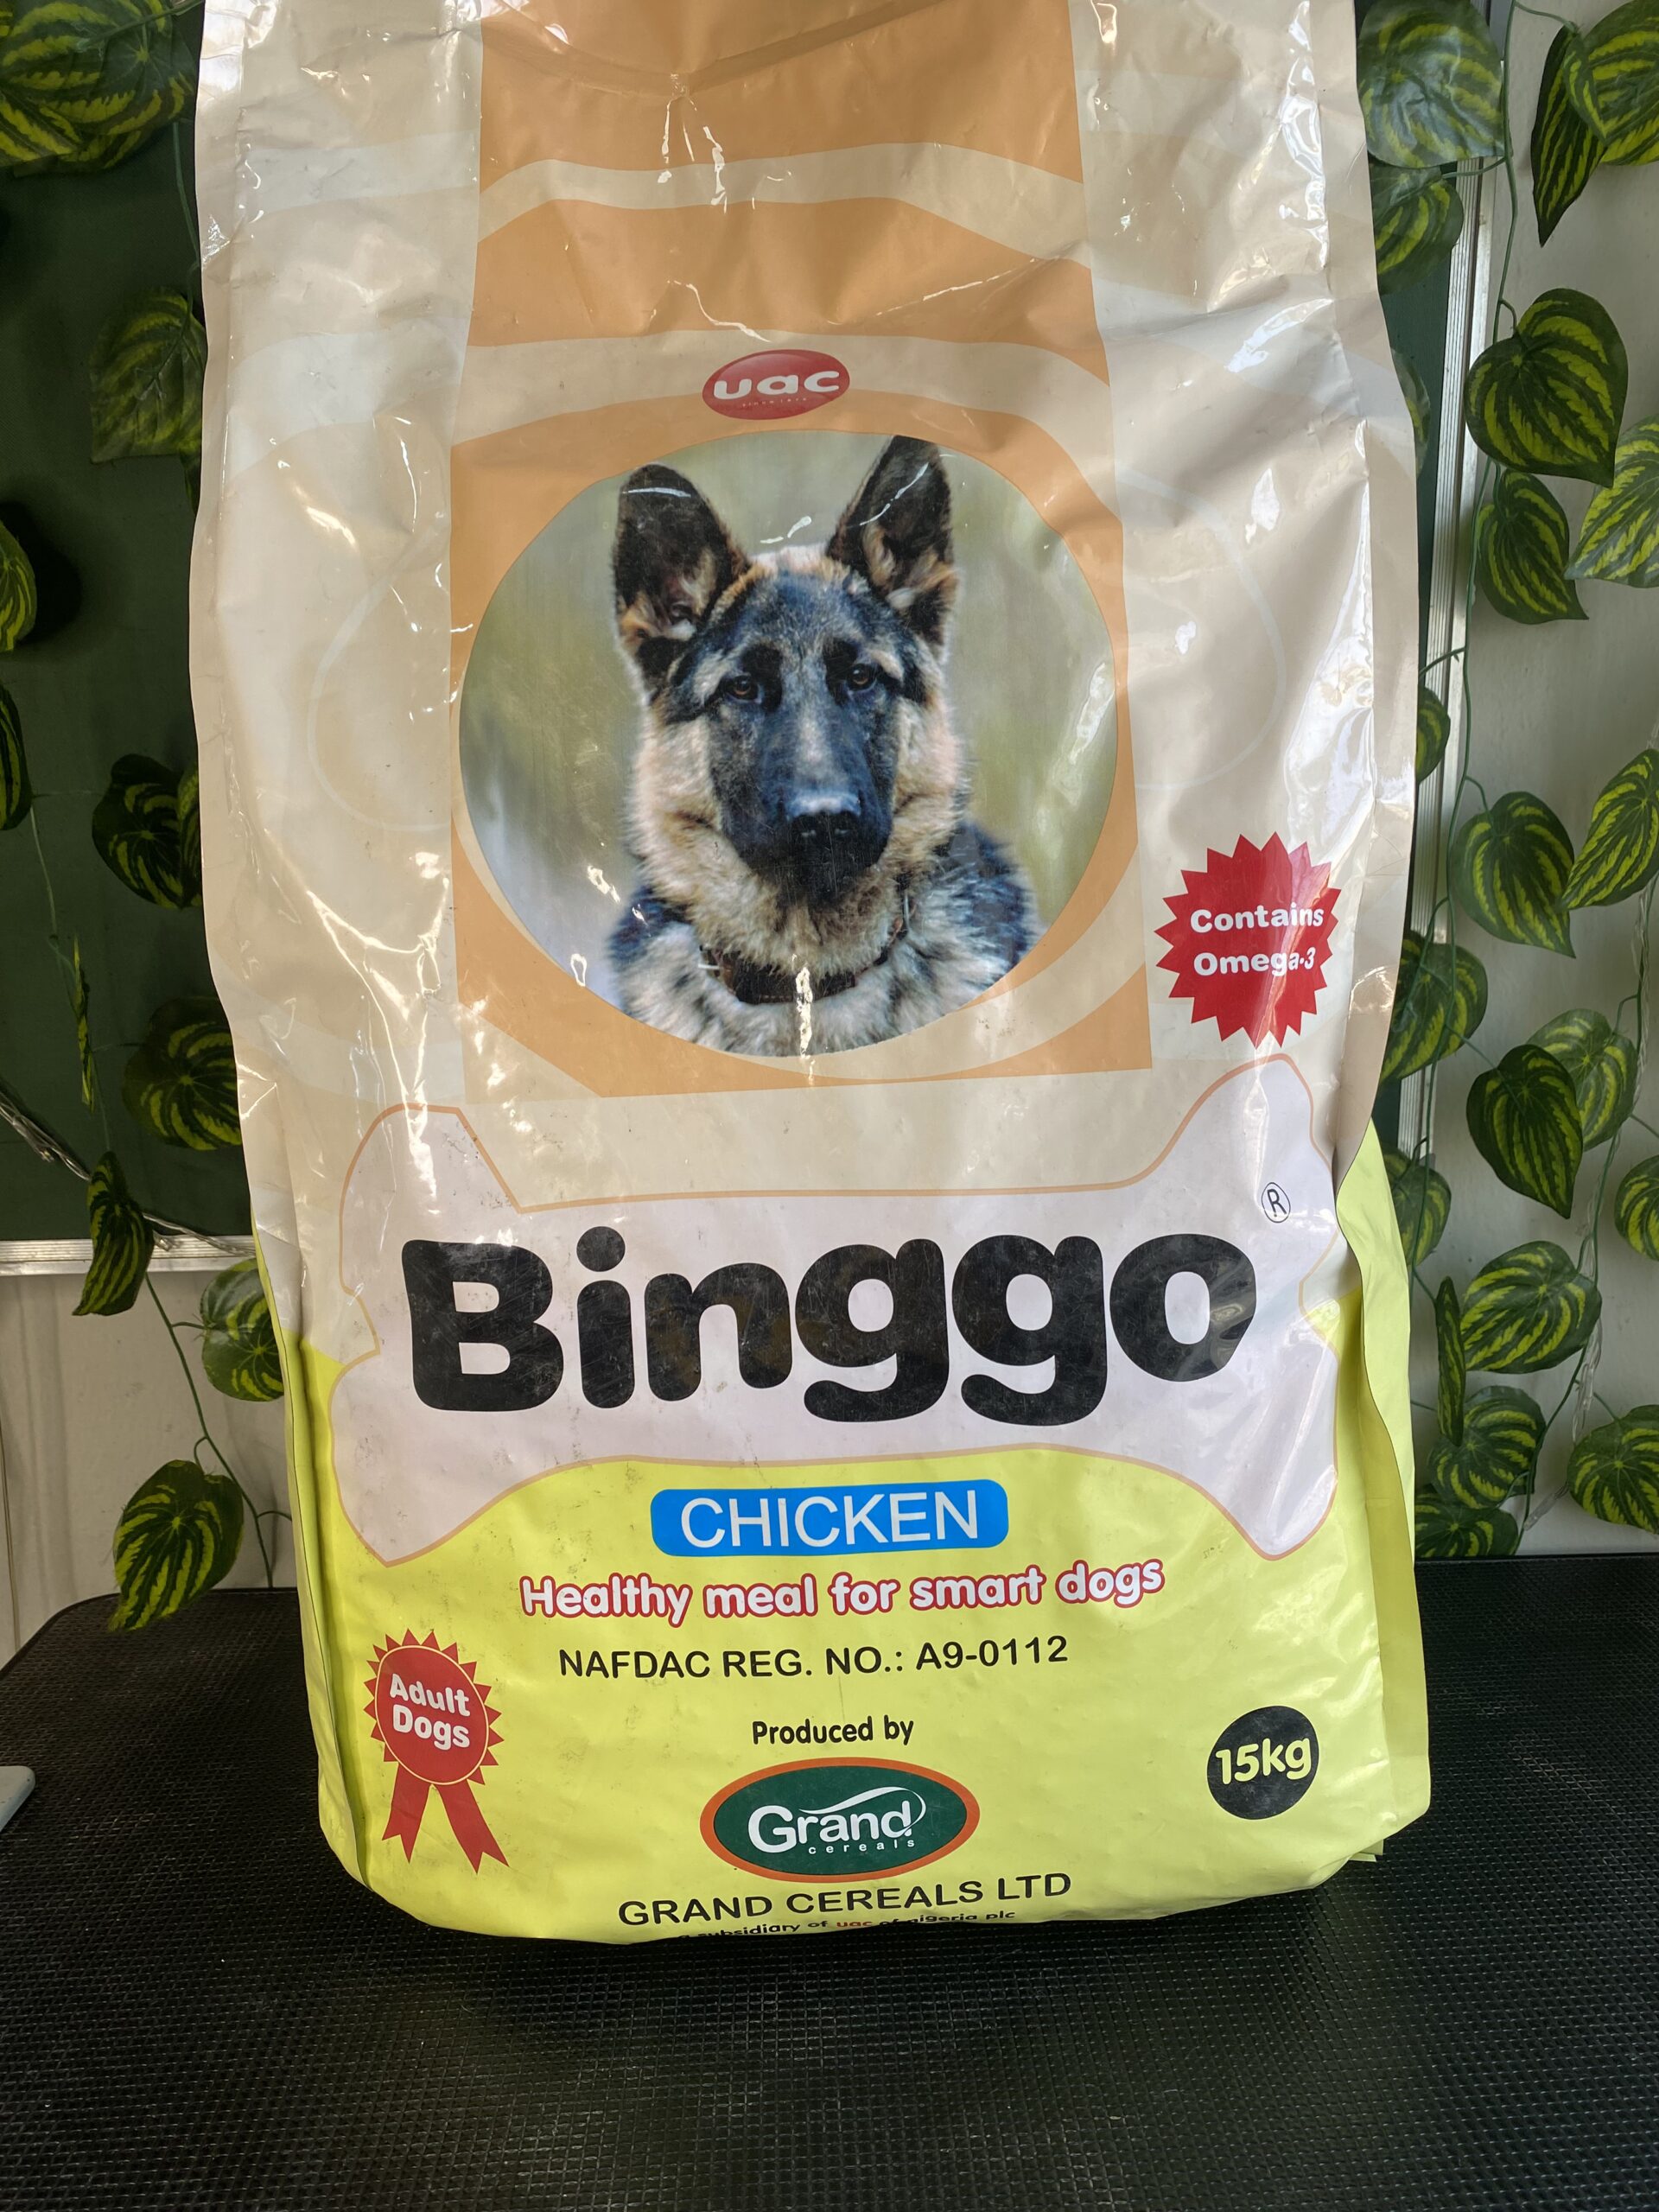 uac
Contains
Omega-3
Binggo®
CHICKEN
Healthy meal for smart dogs
NAFDAC REG. NO.: A9-0112
Adult
Dogs
Produced by
15kg
Grand
cereals
GRAND CEREALS LTD
a subsidiary of uac of nigeria plc